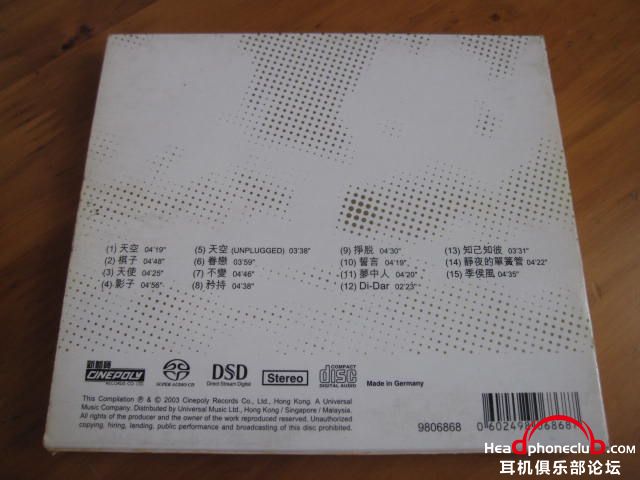 (1) 天空 04'19"
(2) 棋子 04'48"
(3) 天使 04'25"
(4) 影子 04'58"
(5) 天空 (UNPLUGGED) 03'38"
(6) 眷戀 03'59"
(7) 不變 04'46"
(8) 矜持 04'38"
(9) 掙脱 04'30"
(10) 誓言 04'19"
(11) 夢中人 04'20"
(12) Di-Dar 02'23"
(13) 知己知彼 03'31"
(14) 靜夜的單簧管 04'22"
(15) 季候風 04'35"
新藝寶
CINEPOLY
RECORDS CO. LTD.
SUPER AUDIO CD
DSD
Direct Stream Digital
Stereo
COMPACT
disc
DIGITAL AUDIO
Made in Germany
This Compilation ℗ & © 2003 Cinepoly Records Co., Ltd., Hong Kong. A Universal
Music Company. Distributed by Universal Music Ltd., Hong Kong / Singapore / Malaysia.
All rights of the producer and the owner of the work reproduced reserved. Unauthorized
copying, hiring, lending, public performance and broadcasting of this disc prohibited.
9806868
HeadphoneClub.com
耳机俱乐部论坛